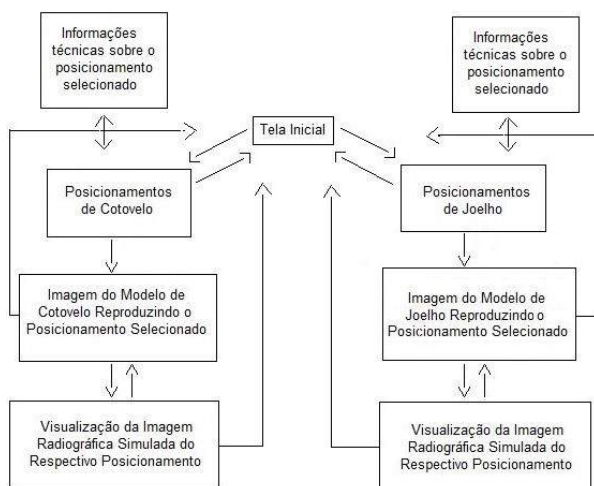 Informações
técnicas sobre o
posicionamento
selecionado
Informações
técnicas sobre o
posicionamento
selecionado
Tela Inicial
Posicionamentos
de Cotovelo
Posicionamentos
de Joelho
Imagem do Modelo de
Cotovelo Reproduzindo o
Posicionamento Selecionado
Imagem do Modelo de
Joelho Reproduzindo o
Posicionamento Selecionado
Visualização da Imagem
Radiográfica Simulada do
Respectivo Posicionamento
Visualização da Imagem
Radiográfica Simulada do
Respectivo Posicionamento